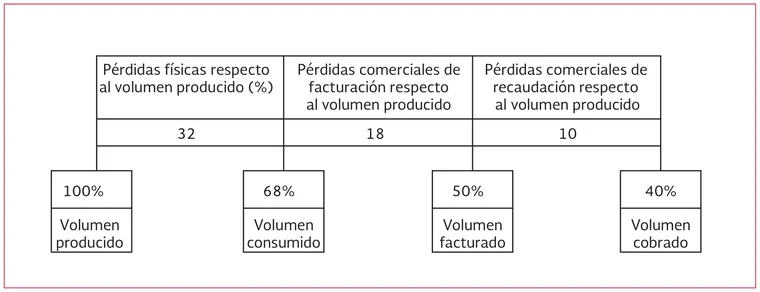 Pérdidas físicas respecto
al volumen producido (%)
Pérdidas comerciales de
facturación respecto
al volumen producido
Pérdidas comerciales de
recaudación respecto
al volumen producido
32
18
10
100%
68%
50%
40%
Volumen
producido
Volumen
consumido
Volumen
facturado
Volumen
cobrado